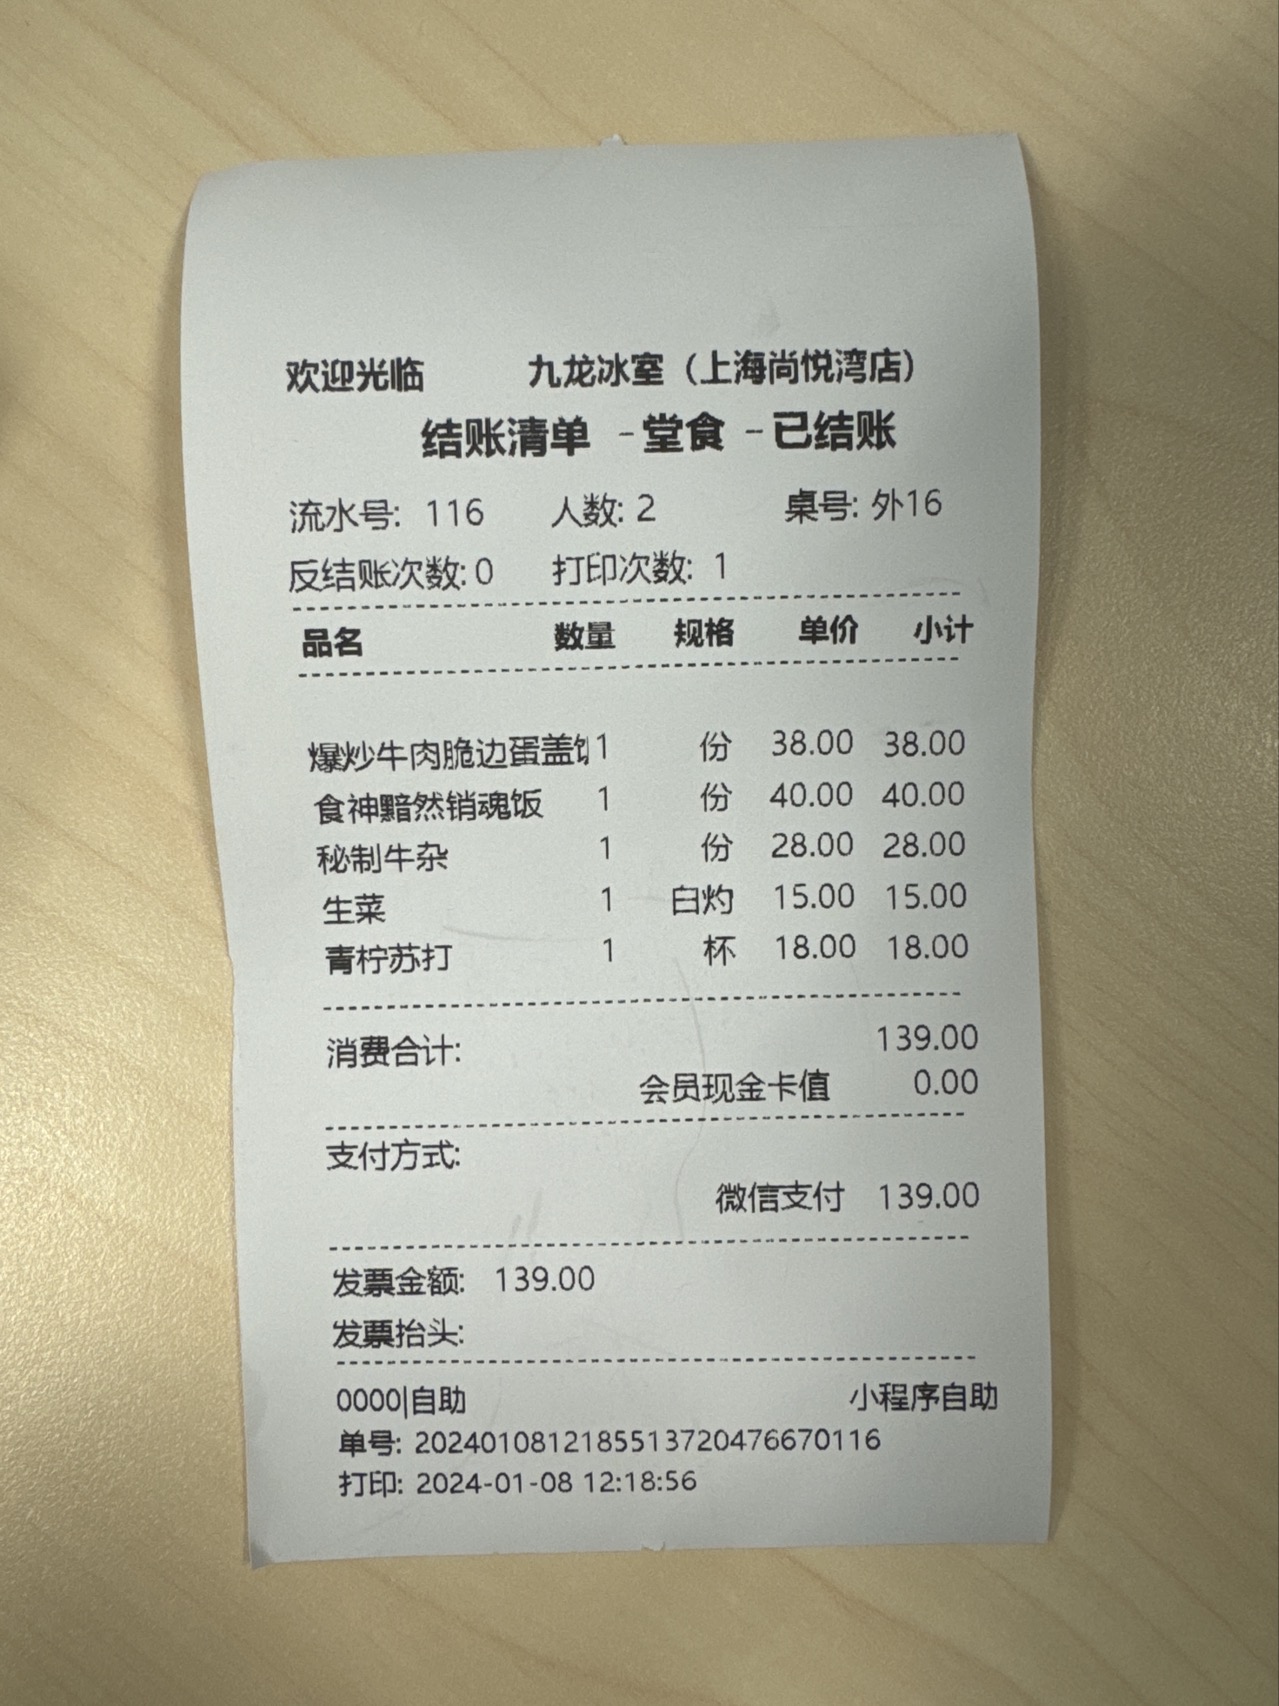 欢迎光临 九龙冰室（上海尚悦湾店）
结账清单 -堂食 -已结账
流水号: 116 人数: 2 桌号: 外16
反结账次数: 0 打印次数: 1
品名 数量 规格 单价 小计
爆炒牛肉脆边蛋盖 1 份 38.00 38.00
食神黯然销魂饭 1 份 40.00 40.00
秘制牛杂 1 份 28.00 28.00
生菜 1 白灼 15.00 15.00
青柠苏打 1 杯 18.00 18.00
消费合计: 139.00
会员现金卡值 0.00
支付方式:
微信支付 139.00
发票金额: 139.00
发票抬头:
0000|自助 小程序自助
单号: 2024010812185513720476670116
打印: 2024-01-08 12:18:56